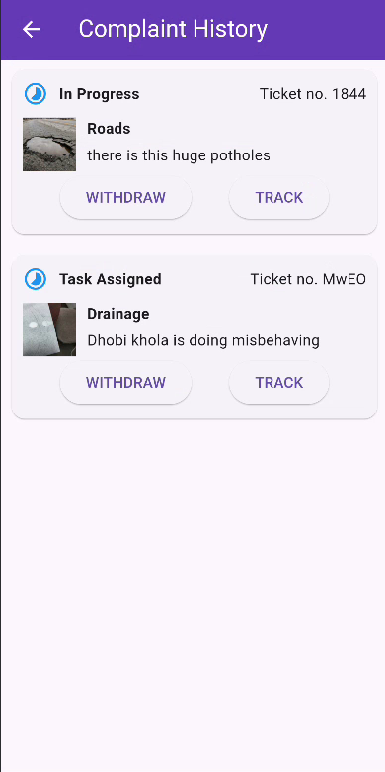 Complaint History
In Progress Ticket no. 1844
Roads
there is this huge potholes
WITHDRAW TRACK
Task Assigned Ticket no. MwEO
Drainage
Dhobi khola is doing misbehaving
WITHDRAW TRACK